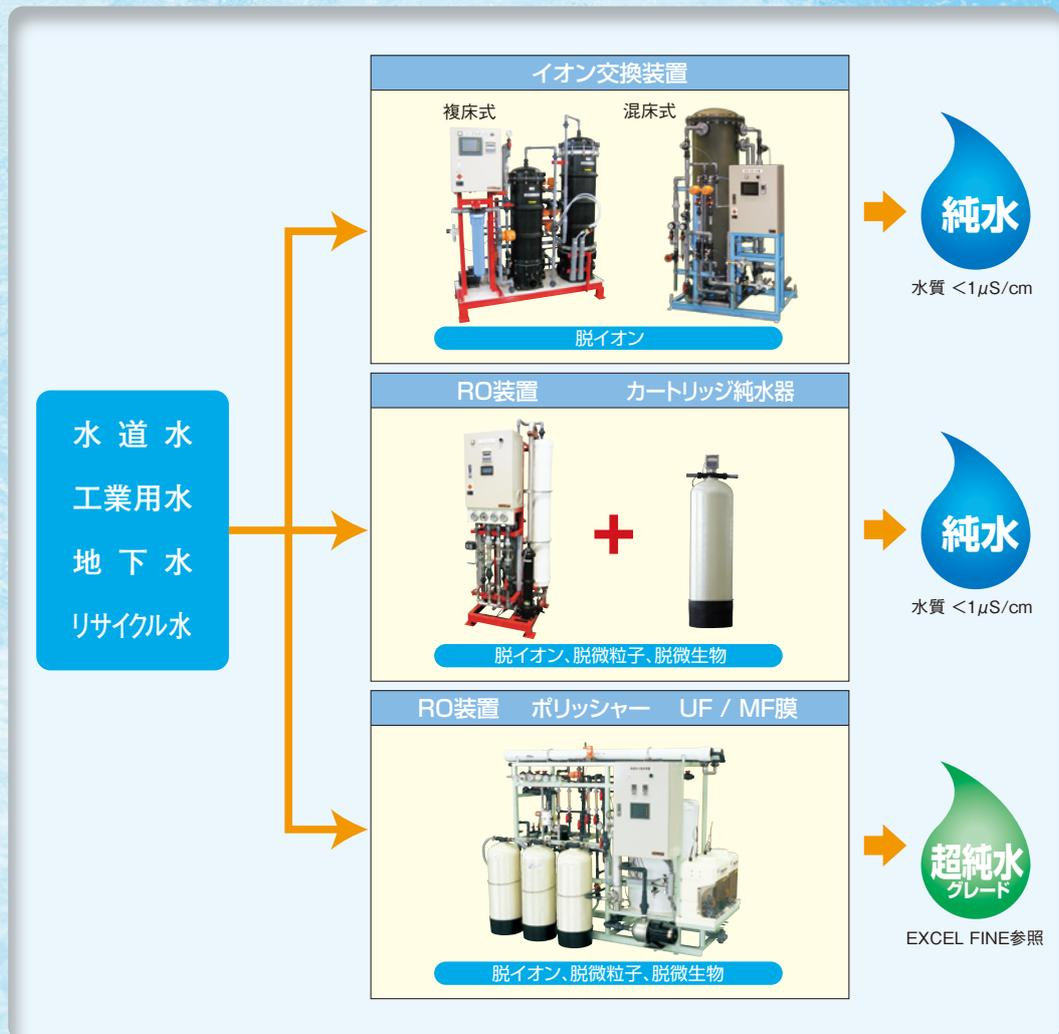 水道水
工業用水
地下水
リサイクル水
イオン交換装置
複床式
混床式
脱イオン
純水
水質 <1μS/cm
RO装置 カートリッジ純水器
+
脱イオン、脱微粒子、脱微生物
純水
水質 <1μS/cm
RO装置 ポリッシャー UF / MF膜
脱イオン、脱微粒子、脱微生物
超純水
グレード
EXCEL FINE参照